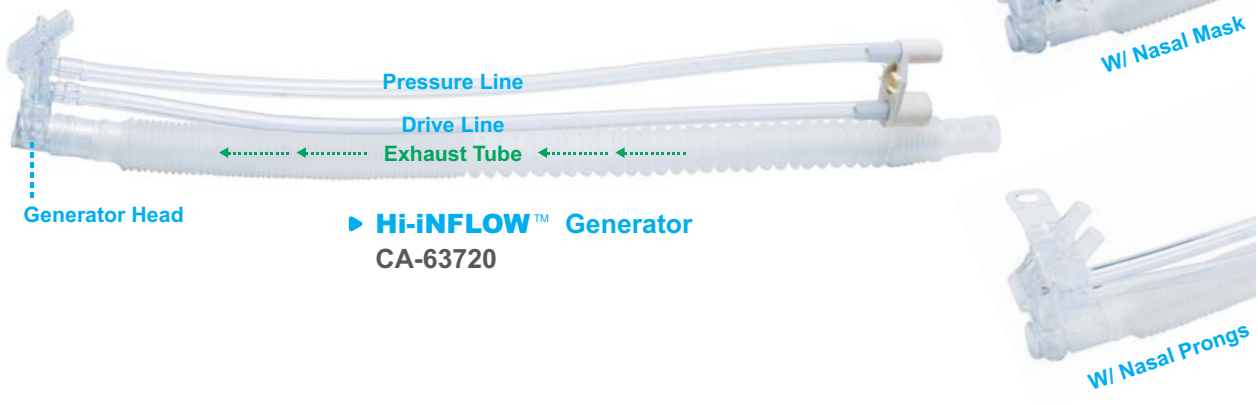 W/ Nasal Mask
Pressure Line
Drive Line
Exhaust Tube
Generator Head
Hi-iNFLOW™ Generator
CA-63720
W/ Nasal Prongs